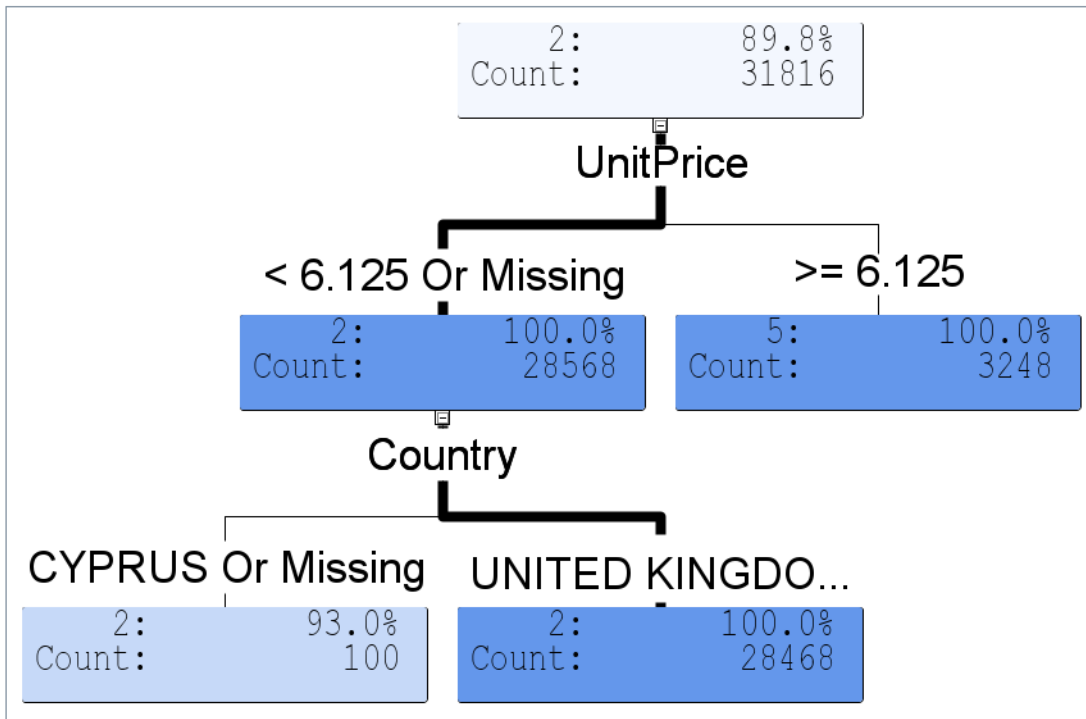 2: 89.8%
Count: 31816
UnitPrice
< 6.125 Or Missing
>= 6.125
2: 100.0%
Count: 28568
5: 100.0%
Count: 3248
Country
CYPRUS Or Missing
UNITED KINGDO...
2: 93.0%
Count: 100
2: 100.0%
Count: 28468